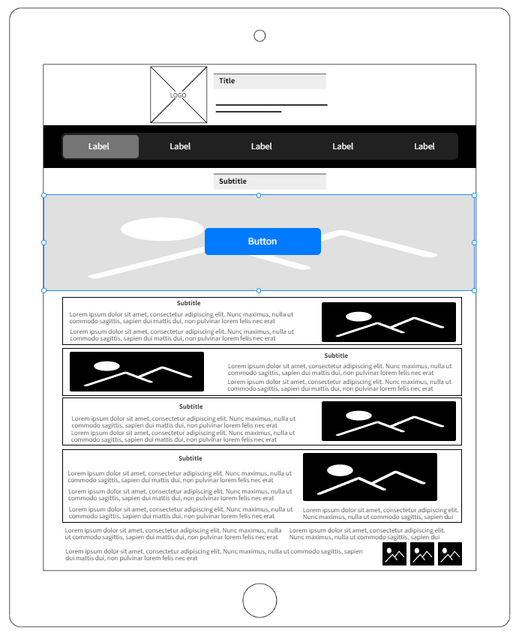 LOGO
Title
Label Label Label Label Label
Subtitle
Button
Subtitle
Lorem ipsum dolor sit amet, consectetur adipiscing elit. Nunc maximus, nulla ut
commodo sagittis, sapien dui mattis dui, non pulvinar lorem felis nec erat
Lorem ipsum dolor sit amet, consectetur adipiscing elit. Nunc maximus, nulla ut
commodo sagittis, sapien dui mattis dui, non pulvinar lorem felis nec erat
Subtitle
Lorem ipsum dolor sit amet, consectetur adipiscing elit. Nunc maximus, nulla ut
commodo sagittis, sapien dui mattis dui, non pulvinar lorem felis nec erat
Lorem ipsum dolor sit amet, consectetur adipiscing elit. Nunc maximus, nulla ut
commodo sagittis, sapien dui mattis dui, non pulvinar lorem felis nec erat
Subtitle
Lorem ipsum dolor sit amet, consectetur adipiscing elit. Nunc maximus, nulla ut
commodo sagittis, sapien dui mattis dui, non pulvinar lorem felis nec erat
Lorem ipsum dolor sit amet, consectetur adipiscing elit. Nunc maximus, nulla ut
commodo sagittis, sapien dui mattis dui, non pulvinar lorem felis nec erat
Subtitle
Lorem ipsum dolor sit amet, consectetur adipiscing elit. Nunc maximus, nulla ut
commodo sagittis, sapien dui mattis dui, non pulvinar lorem felis nec erat
Lorem ipsum dolor sit amet, consectetur adipiscing elit. Nunc maximus, nulla ut
commodo sagittis, sapien dui mattis dui, non pulvinar lorem felis nec erat
Lorem ipsum dolor sit amet, consectetur adipiscing elit. Nunc maximus, nulla ut
commodo sagittis, sapien dui mattis dui, non pulvinar lorem felis nec erat
Lorem ipsum dolor sit amet, consectetur adipiscing elit.
Nunc maximus, nulla ut commodo sagittis, sapien dui
Lorem ipsum dolor sit amet, consectetur adipiscing elit. Nunc maximus, nulla ut
commodo sagittis, sapien dui mattis dui, non pulvinar lorem felis nec erat
Lorem ipsum dolor sit amet, consectetur adipiscing elit.
Nunc maximus, nulla ut commodo sagittis, sapien dui
Lorem ipsum dolor sit amet, consectetur adipiscing elit. Nunc maximus, nulla ut commodo sagittis, sapien
dui mattis dui, non pulvinar lorem felis nec erat